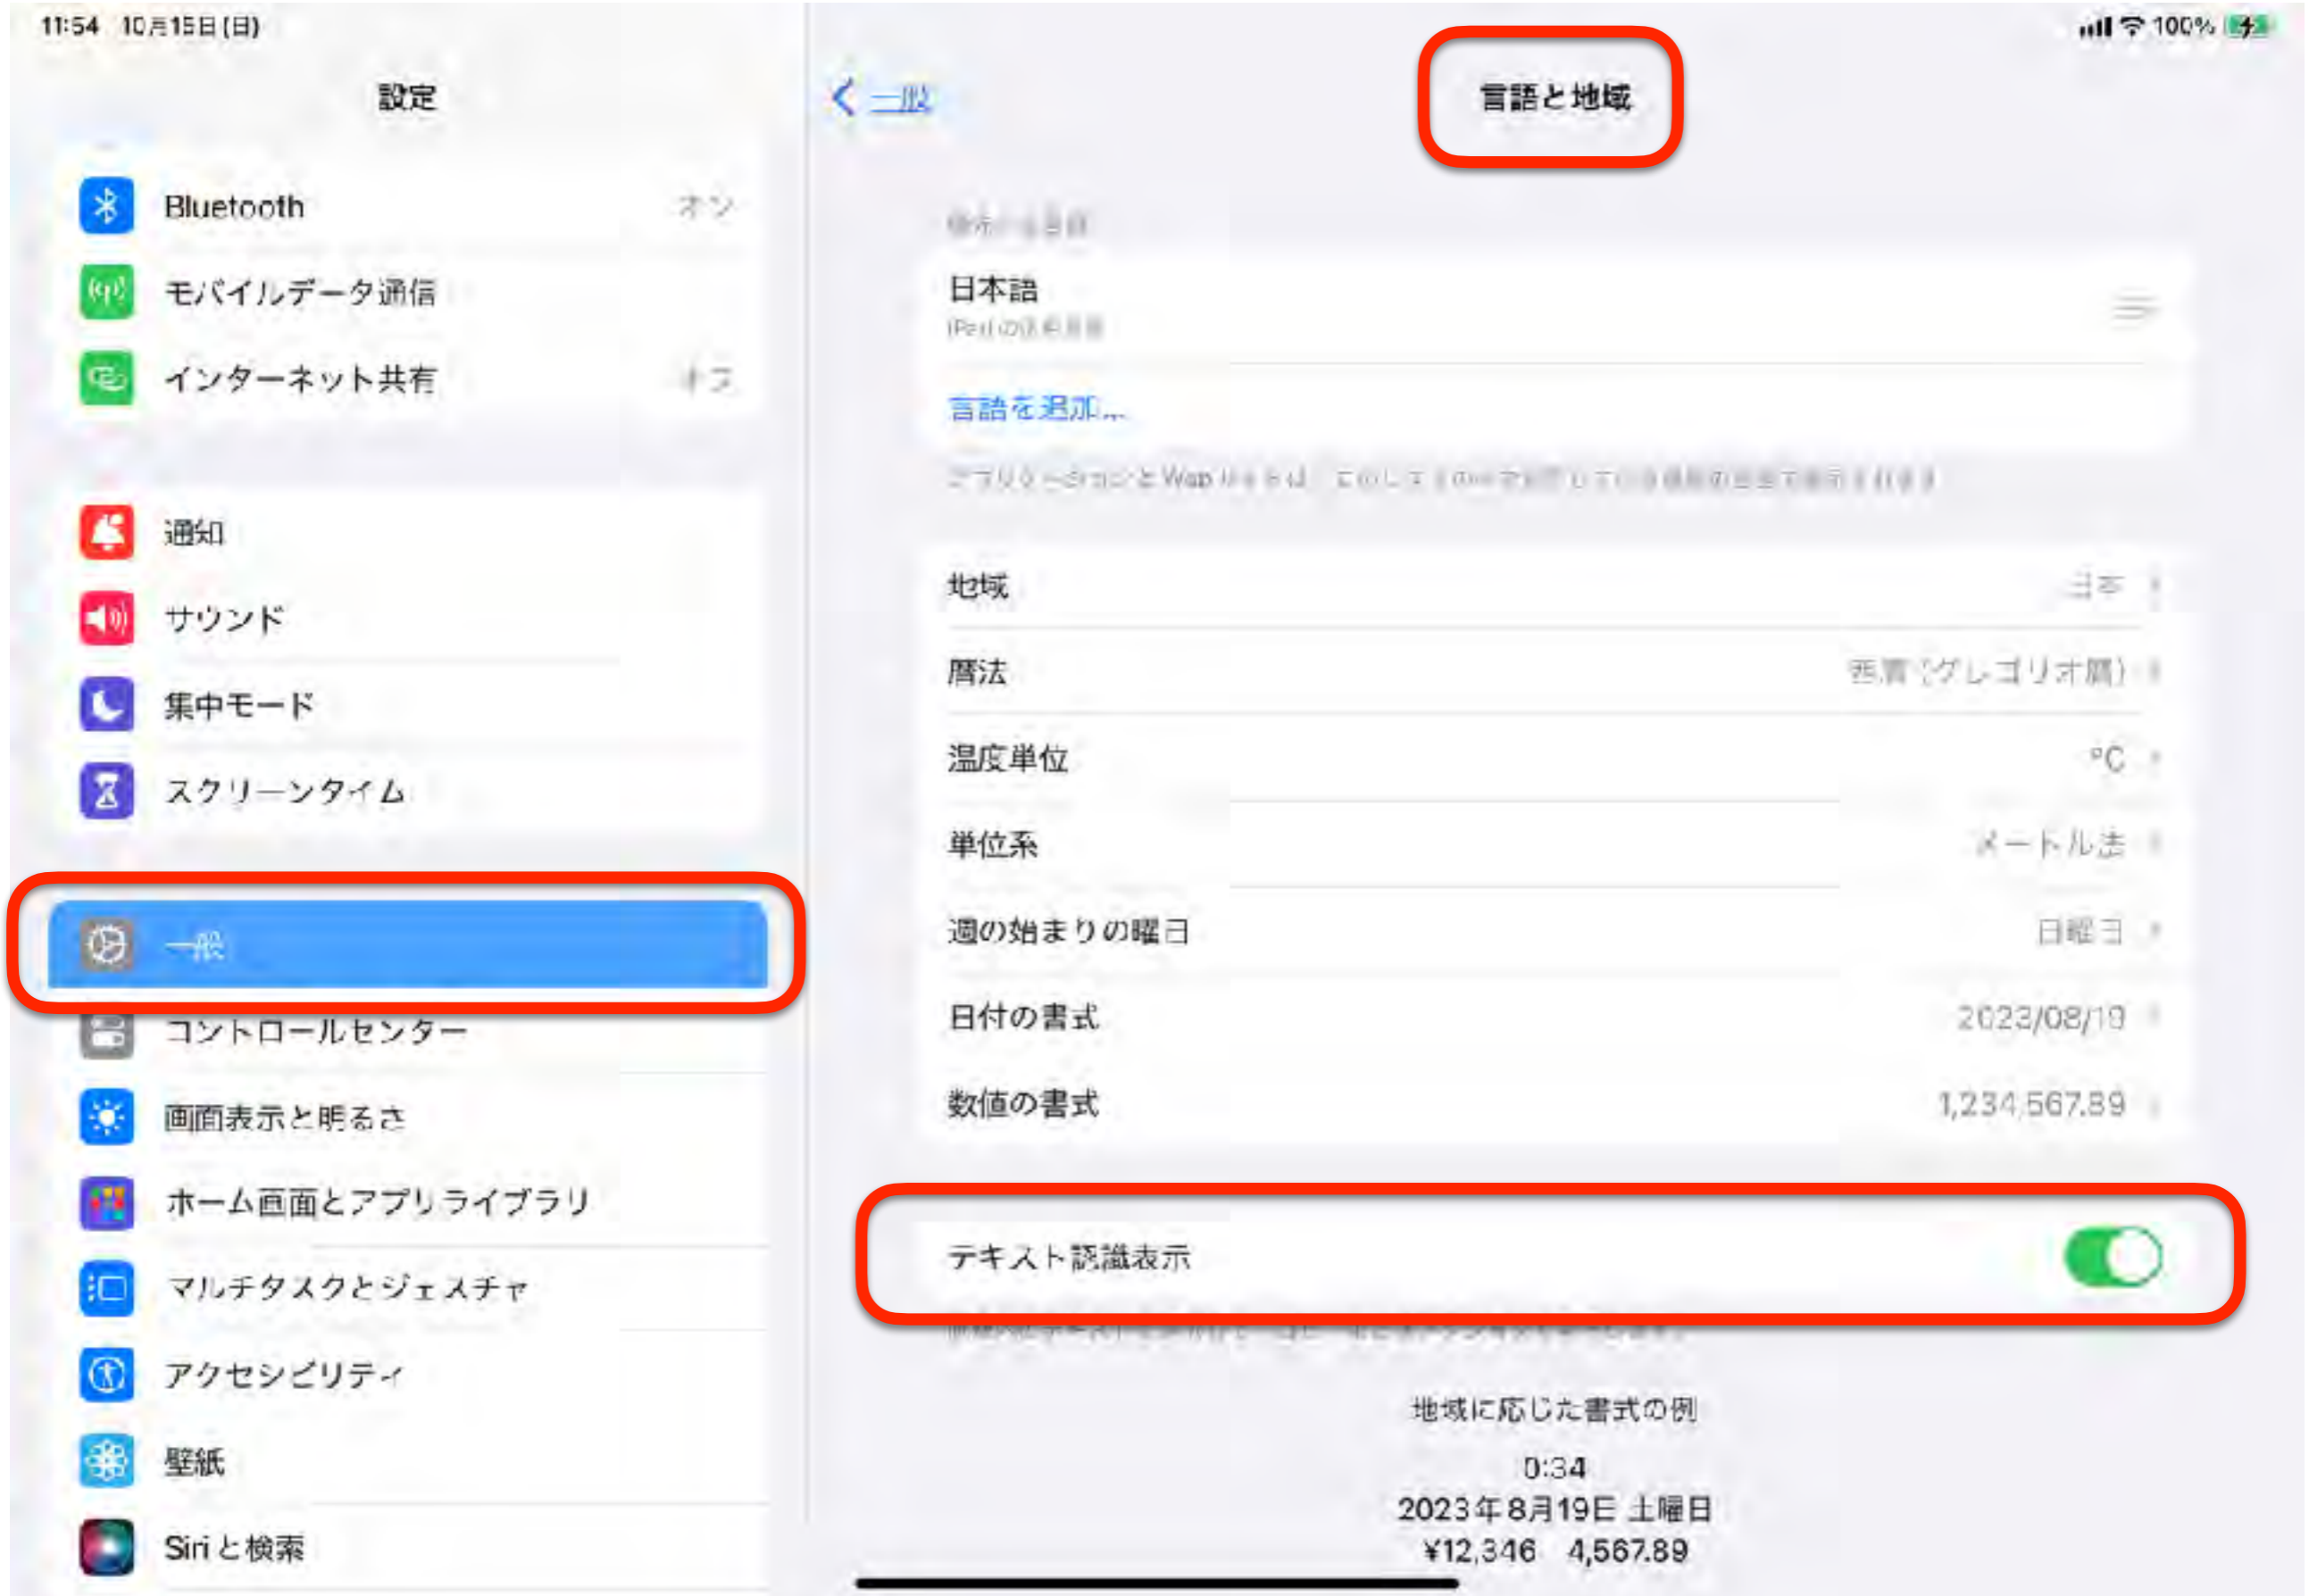 11:54 10月15日(日)
100%
設定
Bluetooth オン
モバイルデータ通信
インターネット共有 オフ
通知
サウンド
集中モード
スクリーンタイム
一般
コントロールセンター
画面表示と明るさ
ホーム画面とアプリライブラリ
マルチタスクとジェスチャ
アクセシビリティ
壁紙
Siriと検索
一般
言語と地域
日本語
言語を追加...
地域 日本
暦法 西暦(グレゴリオ暦)
温度単位 °C
単位系 メートル法
週の始まりの曜日 日曜日
日付の書式 2023/08/19
数値の書式 1,234,567.89
テキスト認識表示
地域に応じた書式の例
0:34
2023年8月19日 土曜日
¥12,346 4,567.89